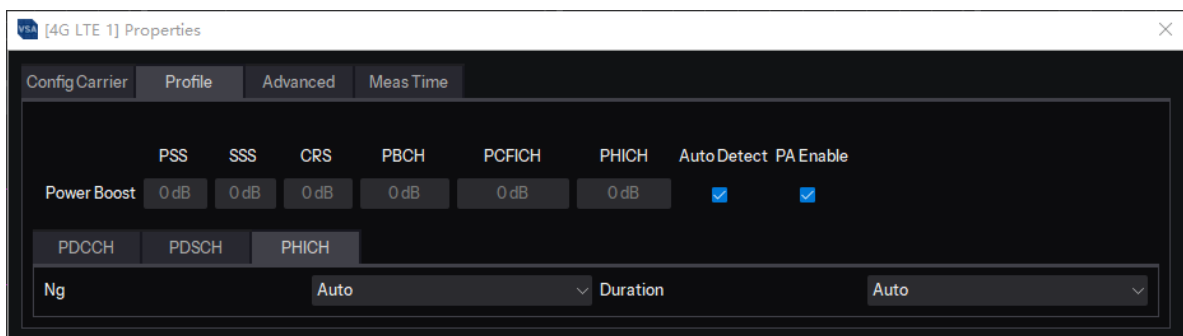 VSA [4G LTE 1] Properties
Config Carrier Profile Advanced Meas Time
PSS SSS CRS PBCH PCFICH PHICH Auto Detect PA Enable
Power Boost 0 dB 0 dB 0 dB 0 dB 0 dB 0 dB
PDCCH PDSCH PHICH
Ng Auto Duration Auto